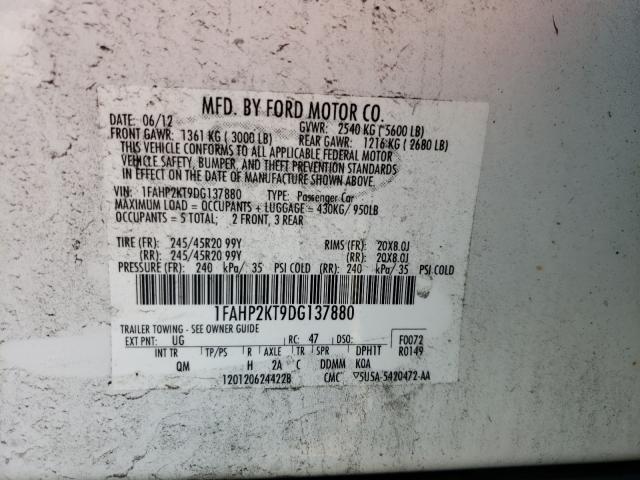 MFD. BY FORD MOTOR CO.
DATE: 06/12 GVWR: 2540 KG (5600 LB)
FRONT GAWR: 1361 KG (3000 LB) REAR GAWR: 1216 KG (2680 LB)
THIS VEHICLE CONFORMS TO ALL APPLICABLE FEDERAL MOTOR
VEHICLE SAFETY, BUMPER, AND THEFT PREVENTION STANDARDS
IN EFFECT ON THE DATE OF MANUFACTURE SHOWN ABOVE.
VIN: 1FAHP2KT9DG137880 TYPE: Passenger Car
MAXIMUM LOAD = OCCUPANTS + LUGGAGE = 430KG/ 950LB
OCCUPANTS = 5 TOTAL; 2 FRONT, 3 REAR
TIRE (FR): 245/45R20 99Y RIMS (FR): 20X8.0J
(RR): 245/45R20 99Y (RR): 20X8.0J
PRESSURE (FR): 240 kPa/ 35 PSI COLD (RR): 240 kPa/ 35 PSI COLD
1FAHP2KT9DG137880
TRAILER TOWING - SEE OWNER GUIDE
EXT PNT: UG RC: 47 DSO: F0072
INT TR TP/PS R AXLE TR SPR DPH1T R0149
QM H 2A C DDMM KOA
1201206244228 CMC ▽5U5A-5420472-AA